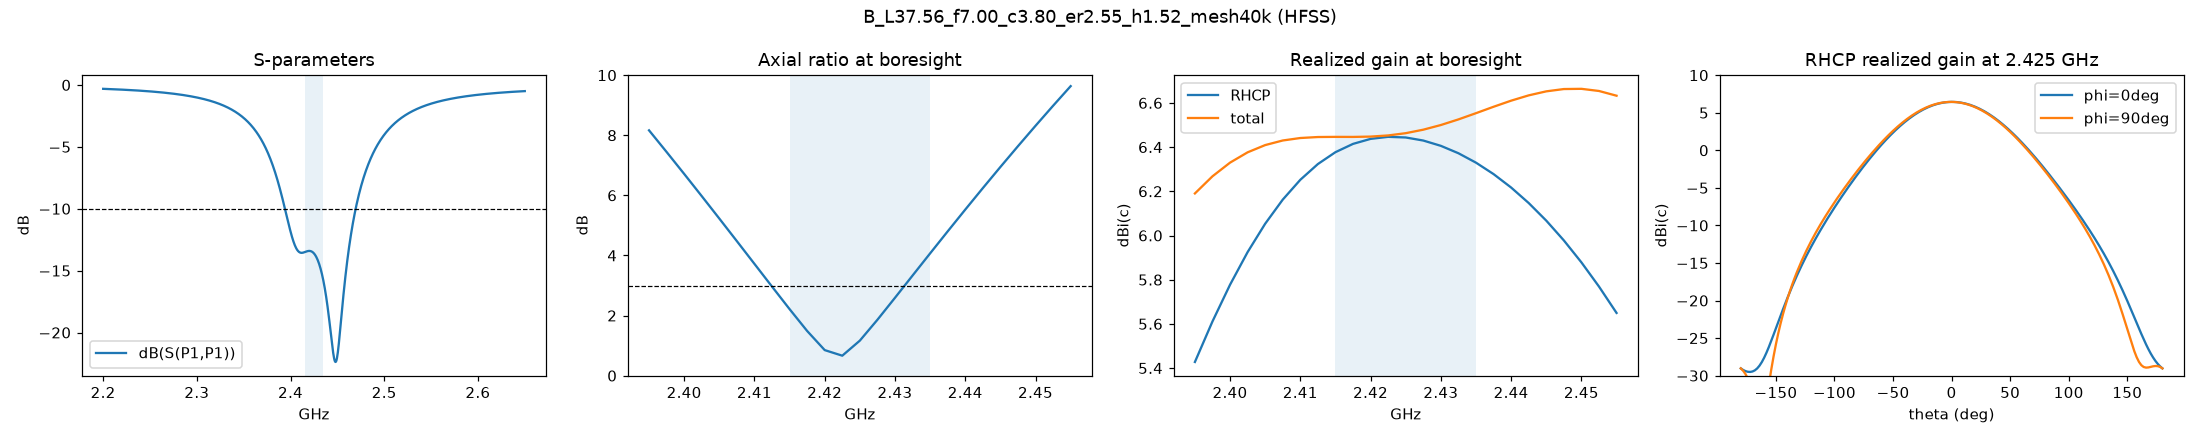 B_L37.56_f7.00_c3.80_er2.55_h1.52_mesh40k (HFSS)
S-parameters
0
−5
−10
−15
−20
dB
dB(S(P1,P1))
2.2 2.3 2.4 2.5 2.6
GHz
Axial ratio at boresight
10
8
6
4
2
0
dB
2.40 2.41 2.42 2.43 2.44 2.45
GHz
Realized gain at boresight
RHCP
total
6.6
6.4
6.2
6.0
5.8
5.6
5.4
dBi(c)
2.40 2.41 2.42 2.43 2.44 2.45
GHz
RHCP realized gain at 2.425 GHz
phi=0deg
phi=90deg
10
5
0
−5
−10
−15
−20
−25
−30
dBi(c)
−150 −100 −50 0 50 100 150
theta (deg)